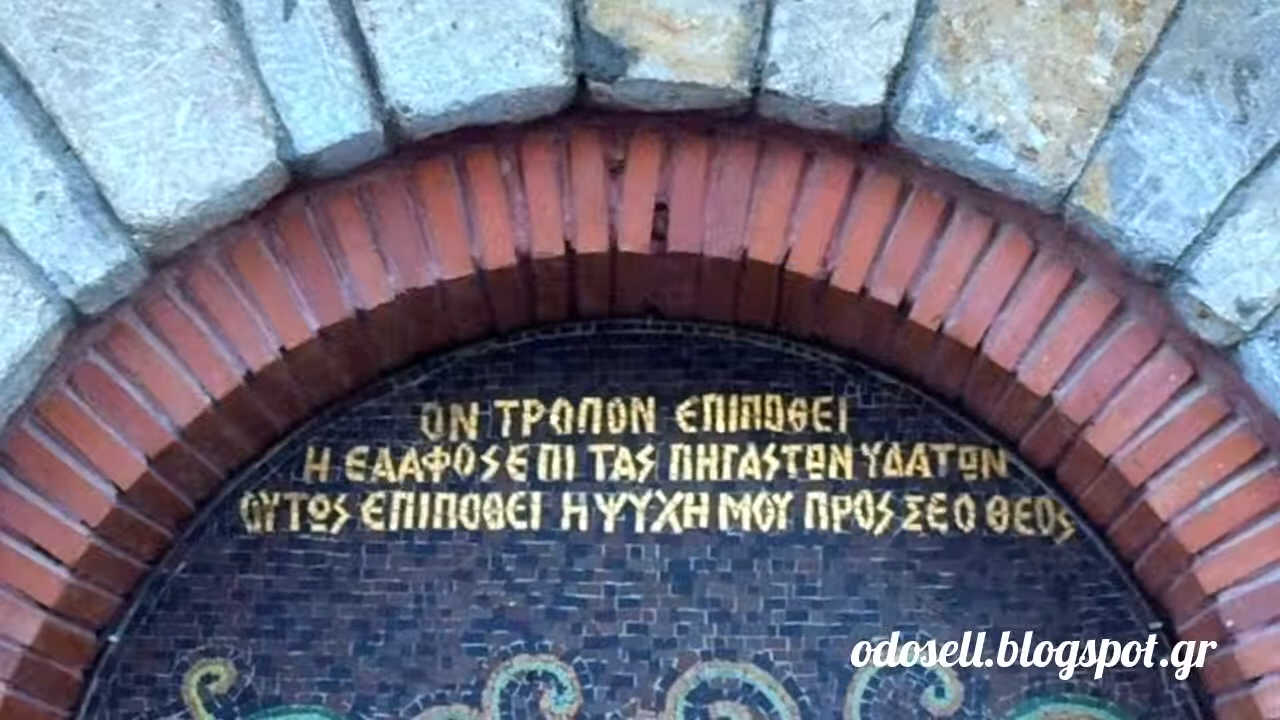 ΟΝ ΤΡΟΠΟΝ ΕΠΙΠΟΘΕΙ
Η ΕΛΑΦΟΣ ΕΠΙ ΤΑΣ ΠΗΓΑΣ ΤΩΝ ΥΔΑΤΩΝ
ΟΥΤΩΣ ΕΠΙΠΟΘΕΙ Η ΨΥΧΗ ΜΟΥ ΠΡΟΣ ΣΕ Ο ΘΕΟΣ
odosell.blogspot.gr